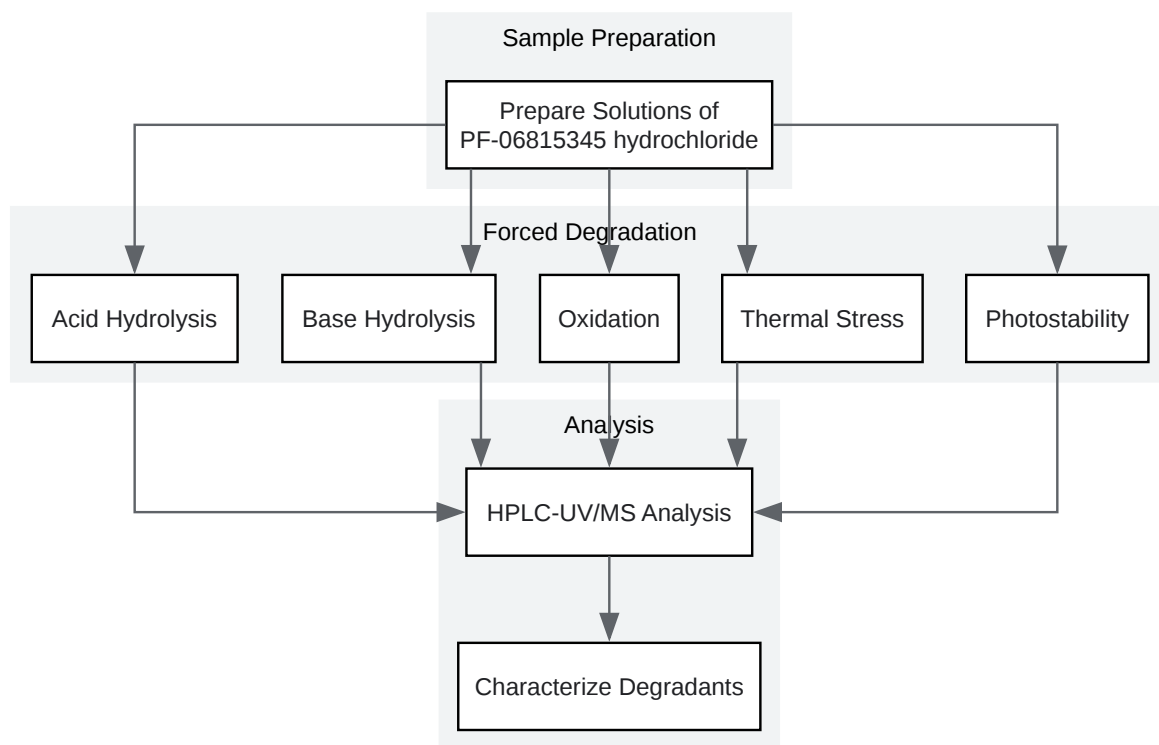 Sample Preparation
Prepare Solutions of
PF-06815345 hydrochloride
Forced Degradation
Acid Hydrolysis
Base Hydrolysis
Oxidation
Thermal Stress
Photostability
Analysis
HPLC-UV/MS Analysis
Characterize Degradants